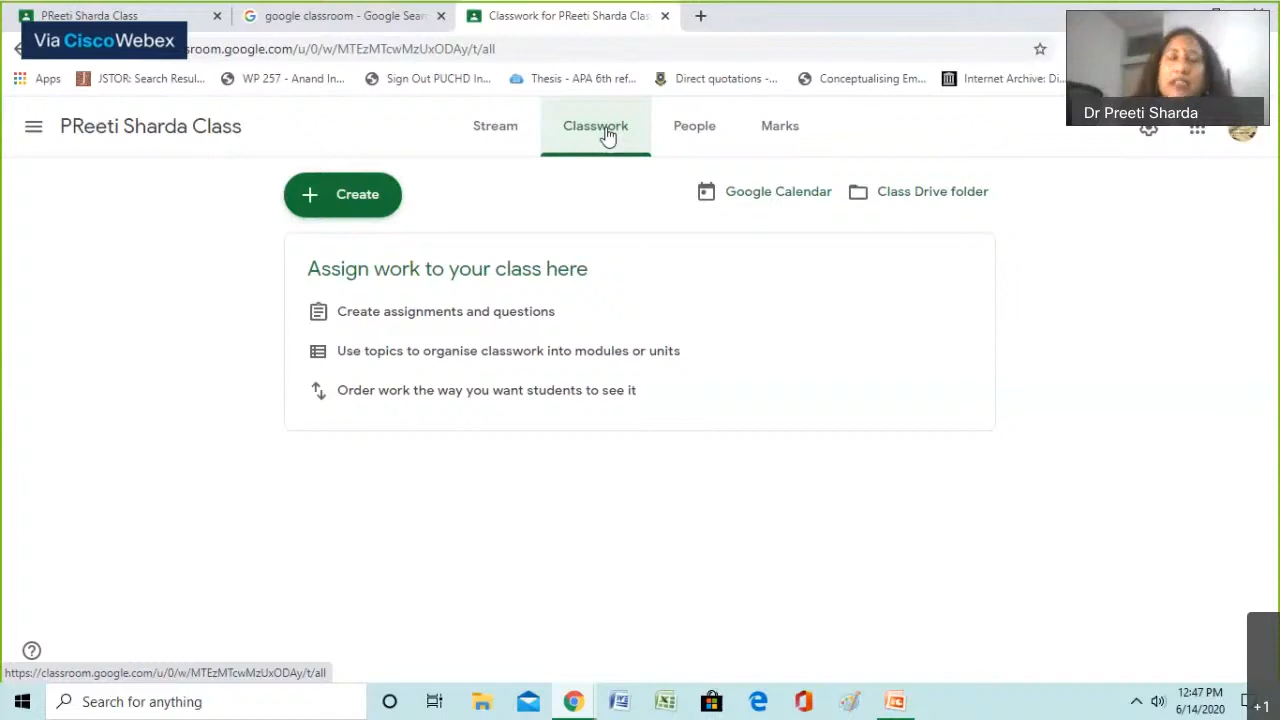 PReeti Sharda Class
google classroom - Google Sear
Classwork for PReeti Sharda Clas
Via CiscoWebex
sroom.google.com/u/0/w/MTEzMTcwMzUxODAy/t/all
Apps
JSTOR: Search Resul...
WP 257 - Anand In...
Sign Out PUCHD In...
Thesis - APA 6th ref...
Direct quotations -...
Conceptualising Em...
Internet Archive: Di...
Dr Preeti Sharda
PReeti Sharda Class
Stream
Classwork
People
Marks
Create
Google Calendar
Class Drive folder
Assign work to your class here
Create assignments and questions
Use topics to organise classwork into modules or units
Order work the way you want students to see it
https://classroom.google.com/u/0/w/MTEzMTcwMzUxODAy/t/all
Search for anything
12:47 PM
6/14/2020
+1